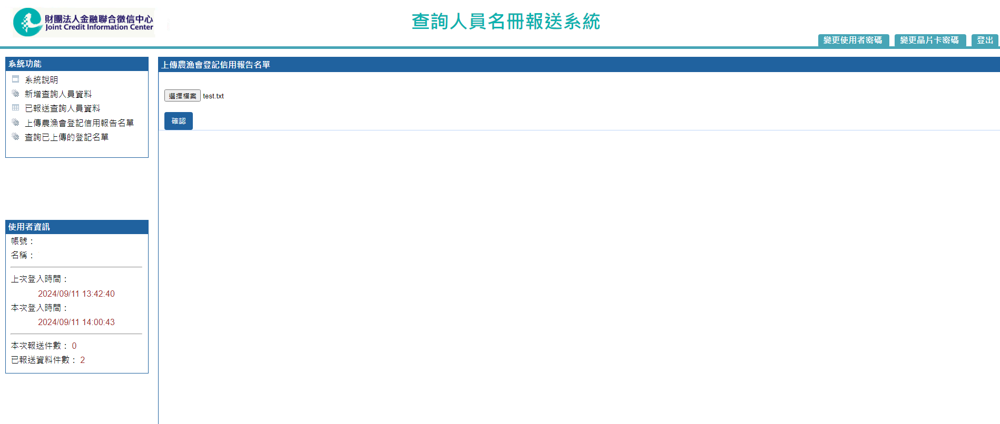 財團法人金融聯合徵信中心
Joint Credit Information Center
查詢人員名冊報送系統
變更使用者密碼 變更晶片卡密碼 登出
系統功能
系統說明
新增查詢人員資料
已報送查詢人員資料
上傳農漁會登記信用報告名單
查詢已上傳的登記名單
使用者資訊
帳號：
名稱：
上次登入時間：
2024/09/11 13:42:40
本次登入時間：
2024/09/11 14:00:43
本次報送件數： 0
已報送資料件數： 2
上傳農漁會登記信用報告名單
選擇檔案 test.txt
確認